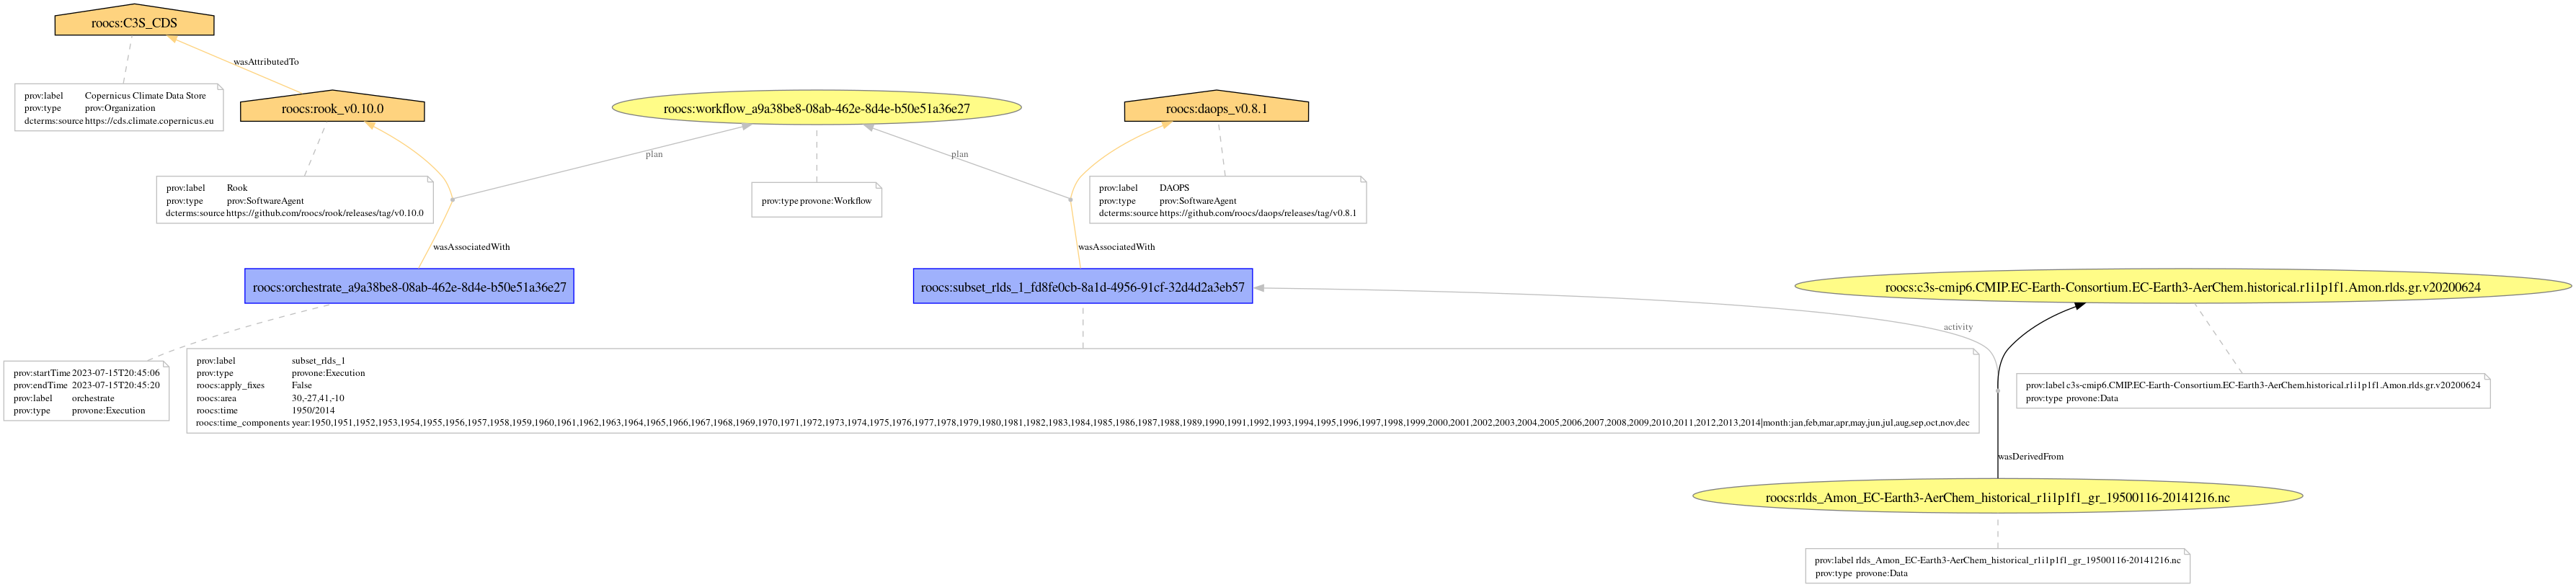 roocs:C3S_CDS
wasAttributedTo
prov:label Copernicus Climate Data Store
prov:type prov:Organization
dcterms:source https://cds.climate.copernicus.eu
roocs:rook_v0.10.0
roocs:workflow_a9a38be8-08ab-462e-8d4e-b50e51a36e27
roocs:daops_v0.8.1
plan
plan
prov:label Rook
prov:type prov:SoftwareAgent
dcterms:source https://github.com/roocs/rook/releases/tag/v0.10.0
prov:type provone:Workflow
prov:label DAOPS
prov:type prov:SoftwareAgent
dcterms:source https://github.com/roocs/daops/releases/tag/v0.8.1
wasAssociatedWith
wasAssociatedWith
roocs:orchestrate_a9a38be8-08ab-462e-8d4e-b50e51a36e27
roocs:subset_rlds_1_fd8fe0cb-8a1d-4956-91cf-32d4d2a3eb57
roocs:c3s-cmip6.CMIP.EC-Earth-Consortium.EC-Earth3-AerChem.historical.r1i1p1f1.Amon.rlds.gr.v20200624
activity
prov:startTime 2023-07-15T20:45:06
prov:endTime 2023-07-15T20:45:20
prov:label orchestrate
prov:type provone:Execution
prov:label subset_rlds_1
prov:type provone:Execution
roocs:apply_fixes False
roocs:area 30,-27,41,-10
roocs:time 1950/2014
roocs:time_components year:1950,1951,1952,1953,1954,1955,1956,1957,1958,1959,1960,1961,1962,1963,1964,1965,1966,1967,1968,1969,1970,1971,1972,1973,1974,1975,1976,1977,1978,1979,1980,1981,1982,1983,1984,1985,1986,1987,1988,1989,1990,1991,1992,1993,1994,1995,1996,1997,1998,1999,2000,2001,2002,2003,2004,2005,2006,2007,2008,2009,2010,2011,2012,2013,2014|month:jan,feb,mar,apr,may,jun,jul,aug,sep,oct,nov,dec
prov:label c3s-cmip6.CMIP.EC-Earth-Consortium.EC-Earth3-AerChem.historical.r1i1p1f1.Amon.rlds.gr.v20200624
prov:type provone:Data
wasDerivedFrom
roocs:rlds_Amon_EC-Earth3-AerChem_historical_r1i1p1f1_gr_19500116-20141216.nc
prov:label rlds_Amon_EC-Earth3-AerChem_historical_r1i1p1f1_gr_19500116-20141216.nc
prov:type provone:Data